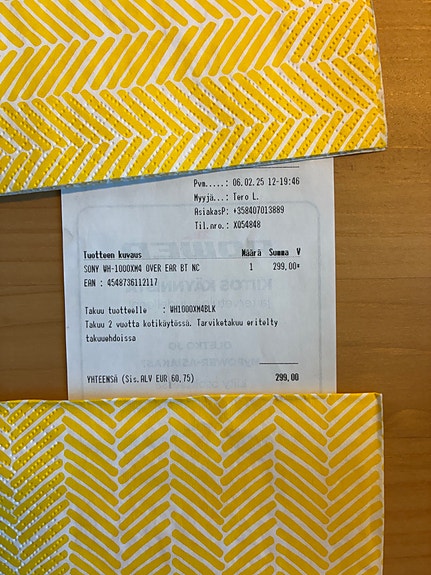 Pvm.....: 06.02.25 12-19:46
Myyjä...: Tero L.
AsiakasP: +358407013889
Til.nro.: X054848
Tuotteen kuvaus Määrä Summa V
SONY WH-1000XM4 OVER EAR BT NC 1 299,00*
EAN : 4548736112117
Takuu tuotteelle : WH1000XM4BLK
Takuu 2 vuotta kotikäytössä. Tarviketakuu eritelty
takuuehdoissa
YHTEENSÄ (Sis.ALV EUR 60,75) 299,00